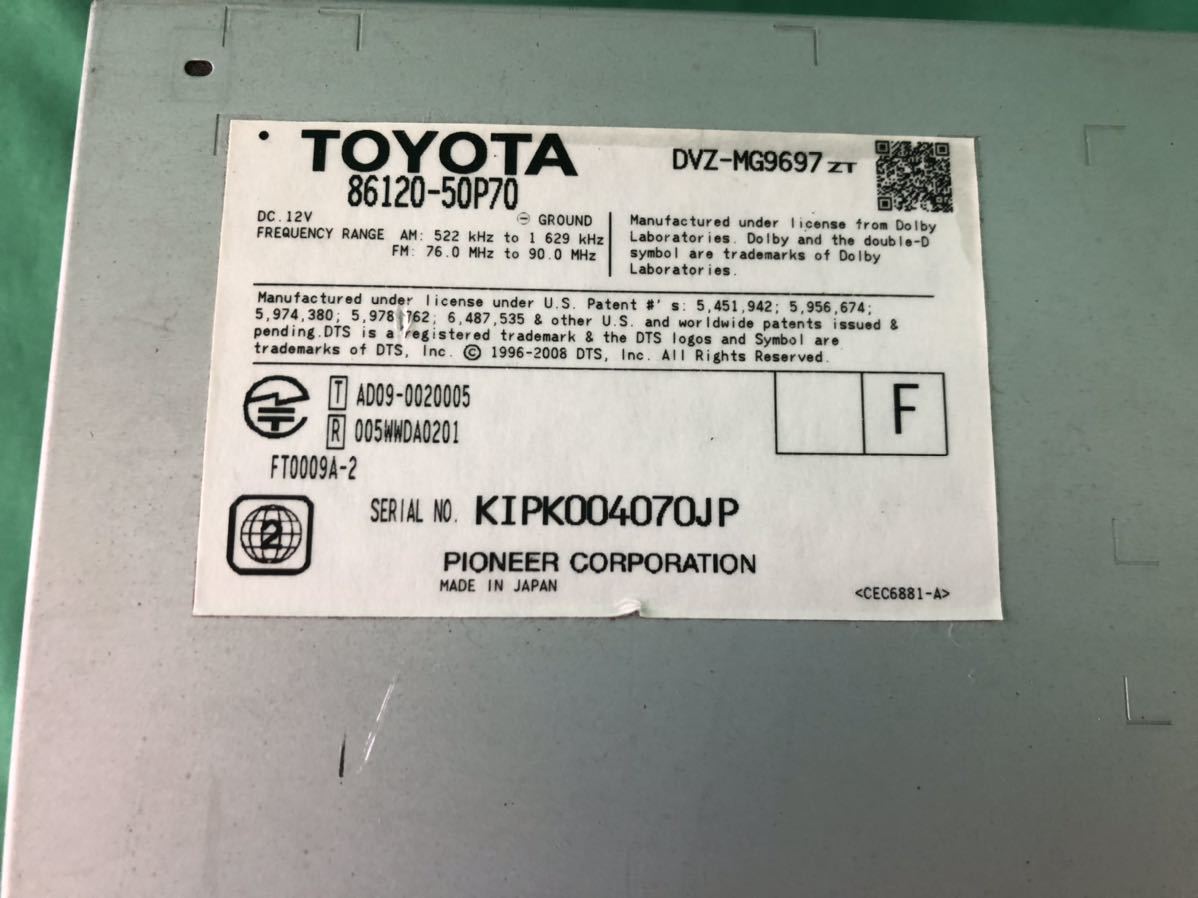 TOYOTA
86120-50P70
DVZ-MG9697 ZT
DC. 12V ⊖ GROUND
FREQUENCY RANGE AM: 522 kHz to 1 629 kHz
FM: 76.0 MHz to 90.0 MHz
Manufactured under license from Dolby
Laboratories. Dolby and the double-D
symbol are trademarks of Dolby
Laboratories.
Manufactured under license under U.S. Patent #' s: 5,451,942; 5,956,674;
5,974,380; 5,978,762; 6,487,535 & other U.S. and worldwide patents issued &
pending. DTS is a registered trademark & the DTS logos and Symbol are
trademarks of DTS, Inc. © 1996-2008 DTS, Inc. All Rights Reserved.
T AD09-0020005
R 005WWDA0201
FT0009A-2
F
2
SERIAL NO. KIPK004070JP
PIONEER CORPORATION
MADE IN JAPAN
<CEC6881-A>